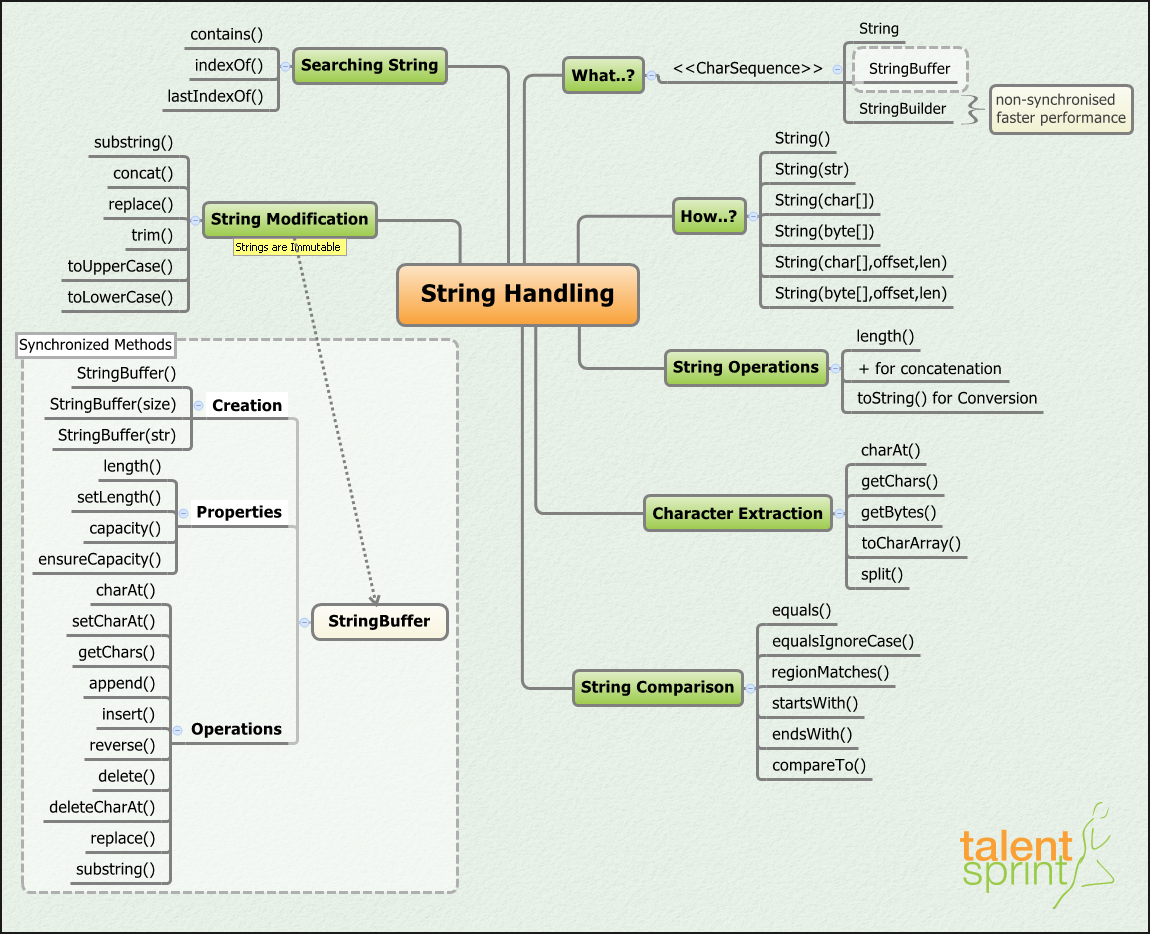 String Handling
Searching String
contains()
indexOf()
lastIndexOf()
String Modification
Strings are Immutable
substring()
concat()
replace()
trim()
toUpperCase()
toLowerCase()
Synchronized Methods
StringBuffer
Creation
StringBuffer()
StringBuffer(size)
StringBuffer(str)
Properties
length()
setLength()
capacity()
ensureCapacity()
Operations
charAt()
setCharAt()
getChars()
append()
insert()
reverse()
delete()
deleteCharAt()
replace()
substring()
What..?
<<CharSequence>>
String
StringBuffer
StringBuilder
non-synchronised
faster performance
How..?
String()
String(str)
String(char[])
String(byte[])
String(char[],offset,len)
String(byte[],offset,len)
String Operations
length()
+ for concatenation
toString() for Conversion
Character Extraction
charAt()
getChars()
getBytes()
toCharArray()
split()
String Comparison
equals()
equalsIgnoreCase()
regionMatches()
startsWith()
endsWith()
compareTo()
talent
sprint